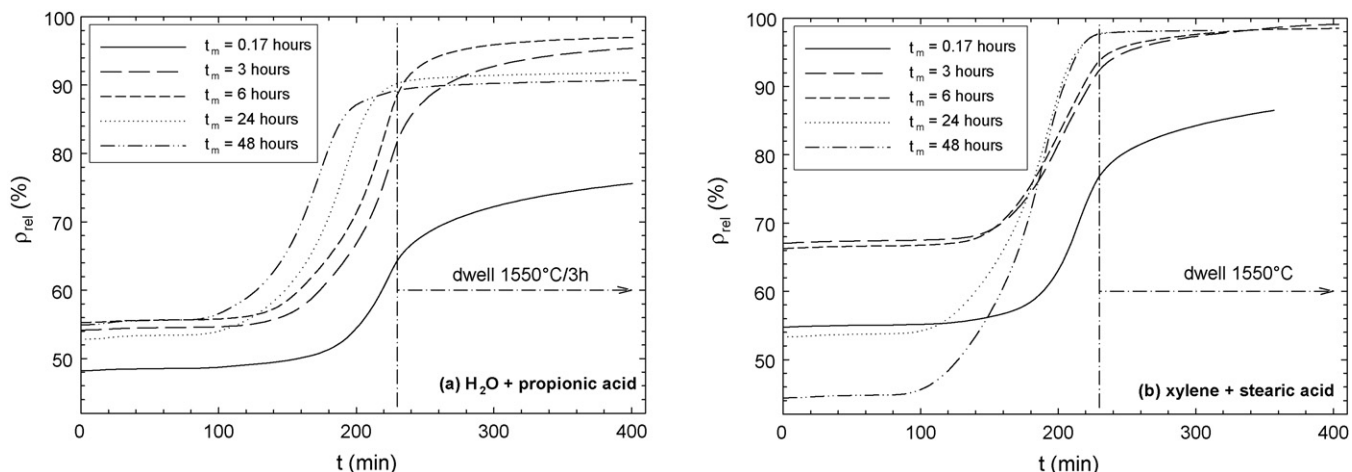 100
90
80
70
60
50
ρrel (%)
tm = 0.17 hours
tm = 3 hours
tm = 6 hours
tm = 24 hours
tm = 48 hours
dwell 1550°C/3h
(a) H2O + propionic acid
0 100 200 300 400
t (min)
100
90
80
70
60
50
ρrel (%)
tm = 0.17 hours
tm = 3 hours
tm = 6 hours
tm = 24 hours
tm = 48 hours
dwell 1550°C
(b) xylene + stearic acid
0 100 200 300 400
t (min)